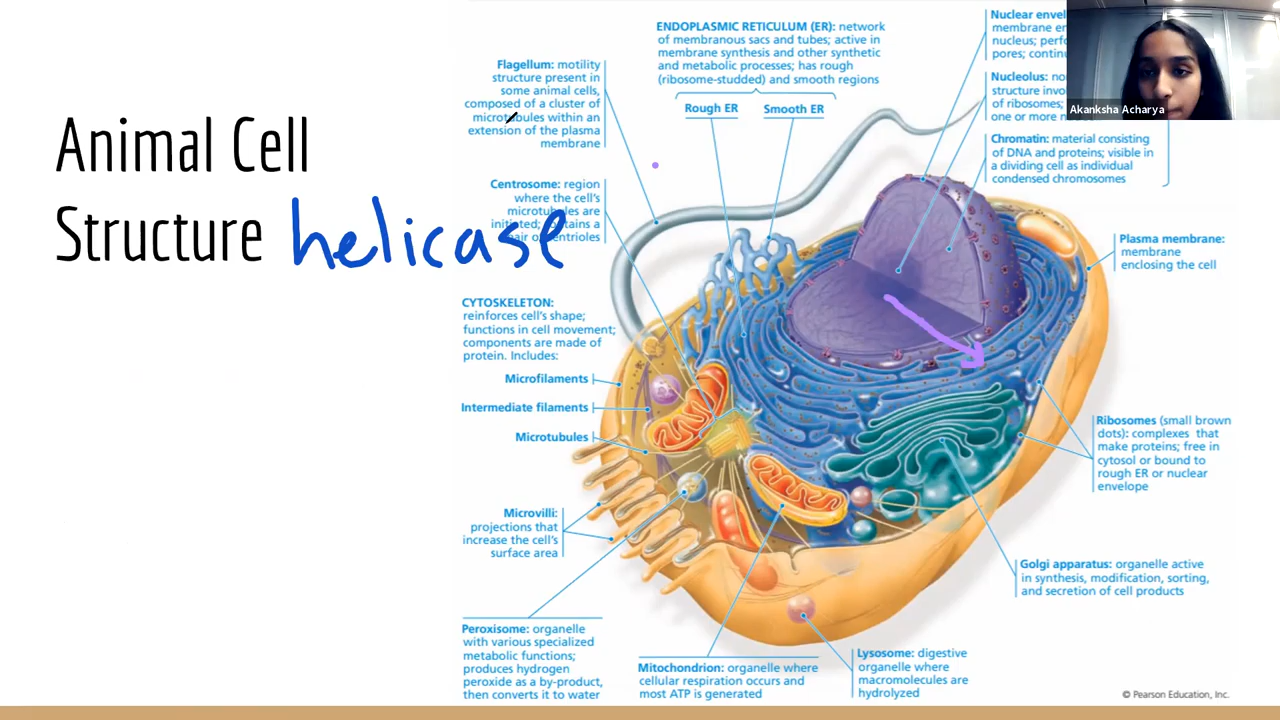 Animal Cell
Structure helicase
Flagellum: motility
structure present in
some animal cells,
composed of a cluster of
microtubules within an
extension of the plasma
membrane
ENDOPLASMIC RETICULUM (ER): network
of membranous sacs and tubes; active in
membrane synthesis and other synthetic
and metabolic processes; has rough
(ribosome-studded) and smooth regions
Rough ER
Smooth ER
Nuclear
membrane
nucleus;
pores;
Nucleolus:
structure
of ribosomes;
one or more
Akanksha Acharya
Chromatin: material consisting
of DNA and proteins; visible in
a dividing cell as individual
condensed chromosomes
Centrosome: region
where the cell's
microtubules are
initiated;
Plasma membrane:
membrane
enclosing the cell
CYTOSKELETON:
reinforces cell's shape;
functions in cell movement;
components are made of
protein. Includes:
Microfilaments
Intermediate filaments
Microtubules
Ribosomes (small brown
dots): complexes that
make proteins; free in
cytosol or bound to
rough ER or nuclear
envelope
Microvilli:
projections that
increase the cell's
surface area
Golgi apparatus: organelle active
in synthesis, modification, sorting,
and secretion of cell products
Peroxisome: organelle
with various specialized
metabolic functions;
produces hydrogen
peroxide as a by-product,
then converts it to water
Mitochondrion: organelle where
cellular respiration occurs and
most ATP is generated
Lysosome: digestive
organelle where
macromolecules are
hydrolyzed
© Pearson Education, Inc.